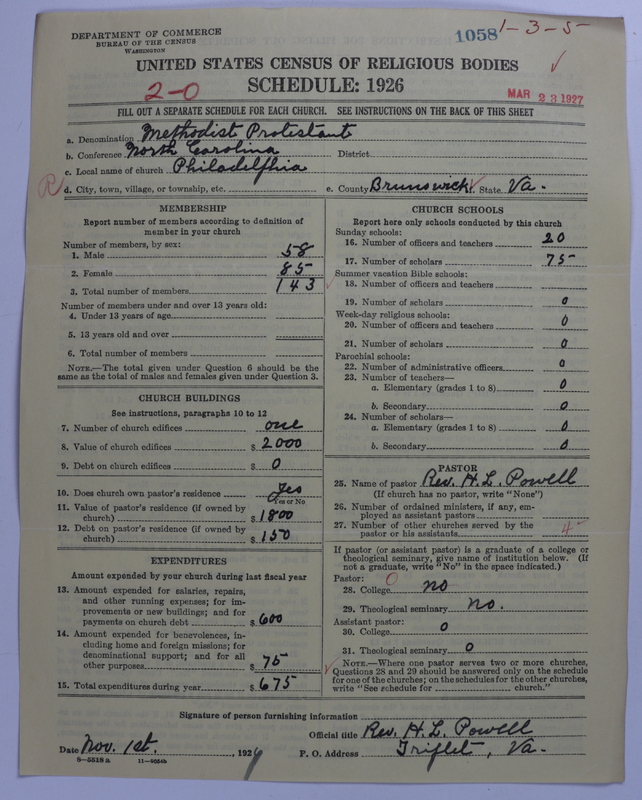 DEPARTMENT OF COMMERCE
BUREAU OF THE CENSUS
WASHINGTON
1058 1-3-5
UNITED STATES CENSUS OF RELIGIOUS BODIES
SCHEDULE: 1926
2-0
MAR 23 1927
FILL OUT A SEPARATE SCHEDULE FOR EACH CHURCH. SEE INSTRUCTIONS ON THE BACK OF THIS SHEET
a. Denomination Methodist Protestant
b. Conference North Carolina District
c. Local name of church Philadelphia
R d. City, town, village, or township, etc. e. County Brunswick State Va.
MEMBERSHIP
Report number of members according to definition of
member in your church
Number of members, by sex:
1. Male 58
2. Female 85
3. Total number of members 143
Number of members under and over 13 years old:
4. Under 13 years of age
5. 13 years old and over
6. Total number of members
NOTE.—The total given under Question 6 should be the
same as the total of males and females given under Question 3.
CHURCH BUILDINGS
See instructions, paragraphs 10 to 12
7. Number of church edifices one
8. Value of church edifices $ 2000
9. Debt on church edifices $ 0
10. Does church own pastor's residence Yes
Yes or No
11. Value of pastor's residence (if owned by
church) $ 1800
12. Debt on pastor's residence (if owned by
church) $ 150
EXPENDITURES
Amount expended by your church during last fiscal year
13. Amount expended for salaries, repairs,
and other running expenses; for im-
provements or new buildings; and for
payments on church debt $ 600
14. Amount expended for benevolences, in-
cluding home and foreign missions; for
denominational support; and for all
other purposes $ 75
15. Total expenditures during year $ 675
CHURCH SCHOOLS
Report here only schools conducted by this church
Sunday schools:
16. Number of officers and teachers 20
17. Number of scholars 75
Summer vacation Bible schools:
18. Number of officers and teachers
19. Number of scholars 0
Week-day religious schools:
20. Number of officers and teachers 0
21. Number of scholars 0
Parochial schools:
22. Number of administrative officers 0
23. Number of teachers—
a. Elementary (grades 1 to 8) 0
b. Secondary 0
24. Number of scholars—
a. Elementary (grades 1 to 8) 0
b. Secondary 0
PASTOR
25. Name of pastor Rev. H. L. Powell
(If church has no pastor, write "None")
26. Number of ordained ministers, if any, em-
ployed as assistant pastors
27. Number of other churches served by the
pastor or his assistants 4
If pastor (or assistant pastor) is a graduate of a college or
theological seminary, give name of institution below. (If
not a graduate, write "No" in the space indicated.)
Pastor: 0
28. College no
29. Theological seminary no.
Assistant pastor:
30. College 0
31. Theological seminary 0
NOTE.—Where one pastor serves two or more churches,
Questions 28 and 29 should be answered only on the schedule
for one of the churches; on the schedules for the other churches,
write "See schedule for church."
Signature of person furnishing information
Official title Rev. H. L. Powell
Date Nov. 1st. , 1926 P. O. Address Triplet, Va.
8—5518 a